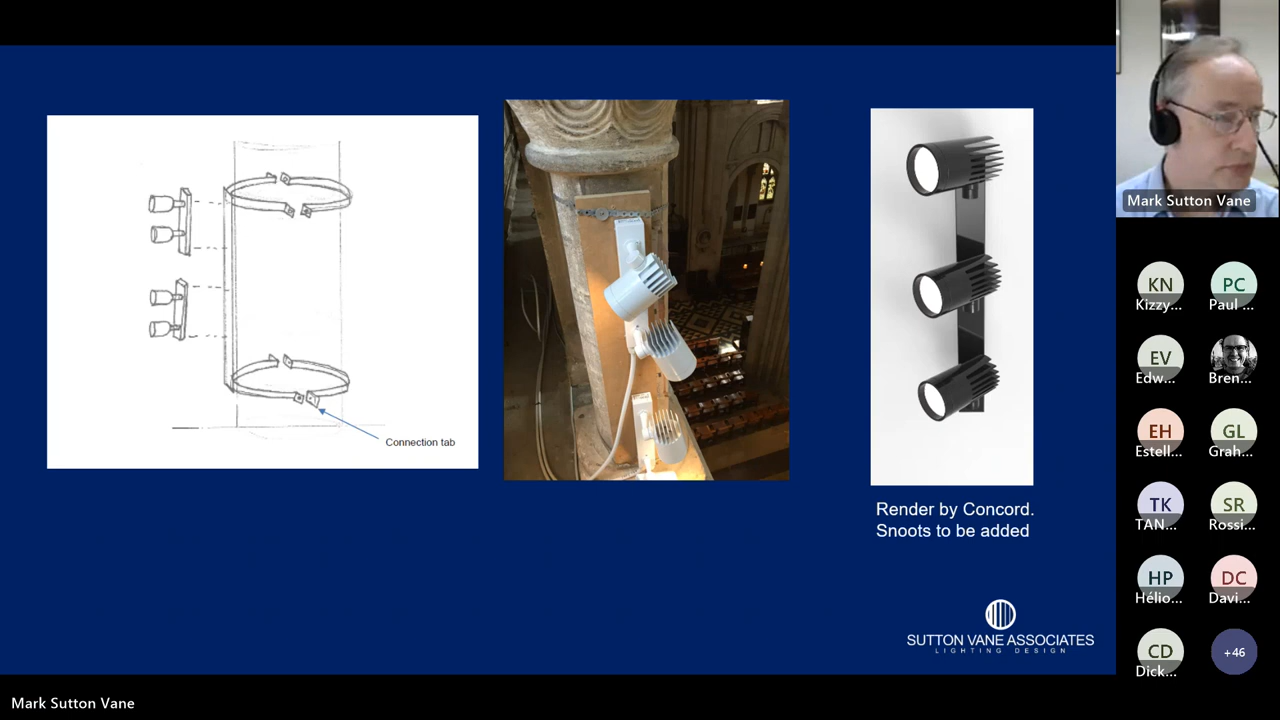 Connection tab
Render by Concord.
Snoots to be added
SUTTON VANE ASSOCIATES
LIGHTING DESIGN
Mark Sutton Vane
KN
Kizzy...
PC
Paul ...
EV
Edw...
Bren...
EH
Estell...
GL
Grah...
TK
TAN...
SR
Rossi...
HP
Hélio...
DC
Davi...
CD
Dick...
+46
Mark Sutton Vane